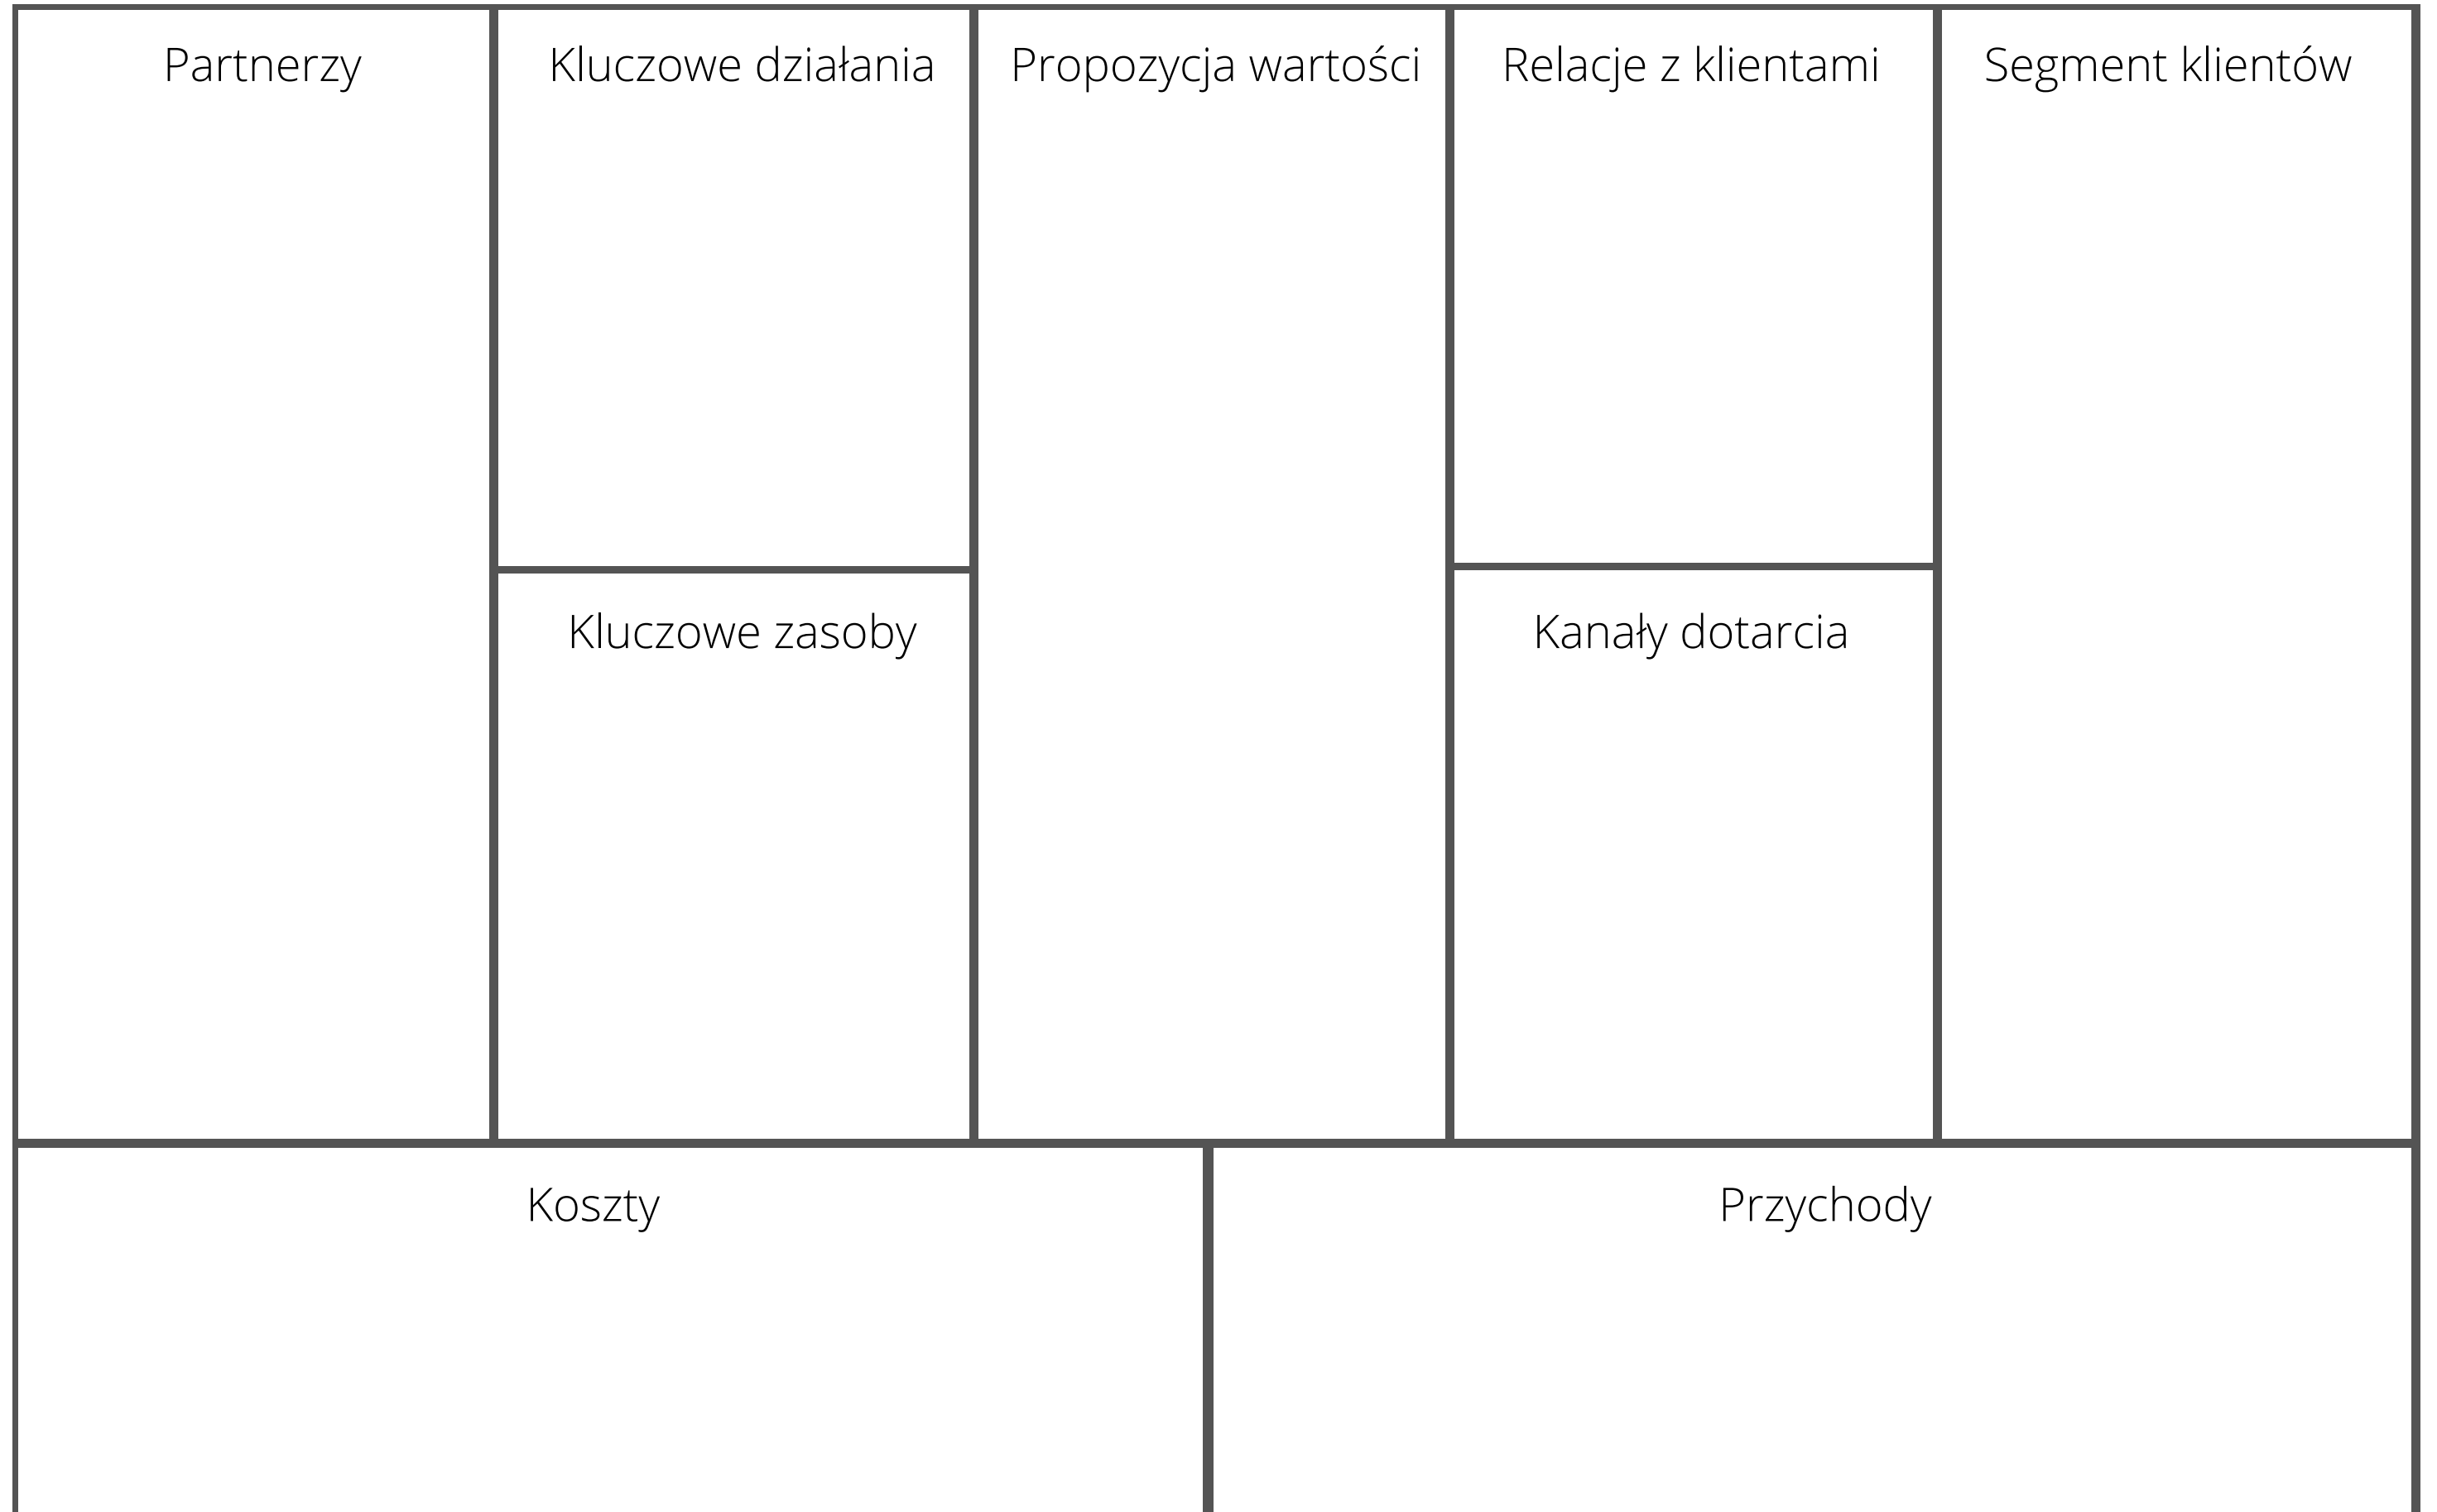 Partnerzy
Kluczowe działania
Propozycja wartości
Relacje z klientami
Segment klientów
Kluczowe zasoby
Kanały dotarcia
Koszty
Przychody